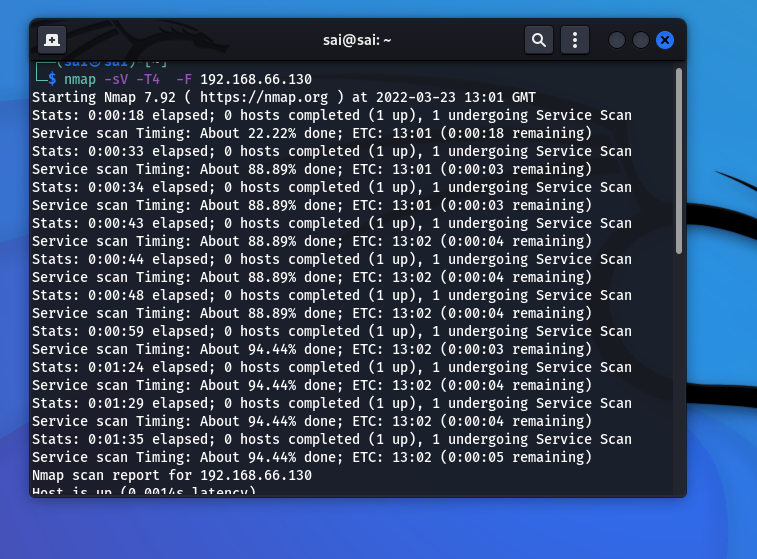 sai@sai: ~
(sai㉿sai)-[~]
$ nmap -sV -T4  -F 192.168.66.130
Starting Nmap 7.92 ( https://nmap.org ) at 2022-03-23 13:01 GMT
Stats: 0:00:18 elapsed; 0 hosts completed (1 up), 1 undergoing Service Scan
Service scan Timing: About 22.22% done; ETC: 13:01 (0:00:18 remaining)
Stats: 0:00:33 elapsed; 0 hosts completed (1 up), 1 undergoing Service Scan
Service scan Timing: About 88.89% done; ETC: 13:01 (0:00:03 remaining)
Stats: 0:00:34 elapsed; 0 hosts completed (1 up), 1 undergoing Service Scan
Service scan Timing: About 88.89% done; ETC: 13:01 (0:00:03 remaining)
Stats: 0:00:43 elapsed; 0 hosts completed (1 up), 1 undergoing Service Scan
Service scan Timing: About 88.89% done; ETC: 13:02 (0:00:04 remaining)
Stats: 0:00:44 elapsed; 0 hosts completed (1 up), 1 undergoing Service Scan
Service scan Timing: About 88.89% done; ETC: 13:02 (0:00:04 remaining)
Stats: 0:00:48 elapsed; 0 hosts completed (1 up), 1 undergoing Service Scan
Service scan Timing: About 88.89% done; ETC: 13:02 (0:00:04 remaining)
Stats: 0:00:59 elapsed; 0 hosts completed (1 up), 1 undergoing Service Scan
Service scan Timing: About 94.44% done; ETC: 13:02 (0:00:03 remaining)
Stats: 0:01:24 elapsed; 0 hosts completed (1 up), 1 undergoing Service Scan
Service scan Timing: About 94.44% done; ETC: 13:02 (0:00:04 remaining)
Stats: 0:01:29 elapsed; 0 hosts completed (1 up), 1 undergoing Service Scan
Service scan Timing: About 94.44% done; ETC: 13:02 (0:00:04 remaining)
Stats: 0:01:35 elapsed; 0 hosts completed (1 up), 1 undergoing Service Scan
Service scan Timing: About 94.44% done; ETC: 13:02 (0:00:05 remaining)
Nmap scan report for 192.168.66.130
Host is up (0.0014s latency)